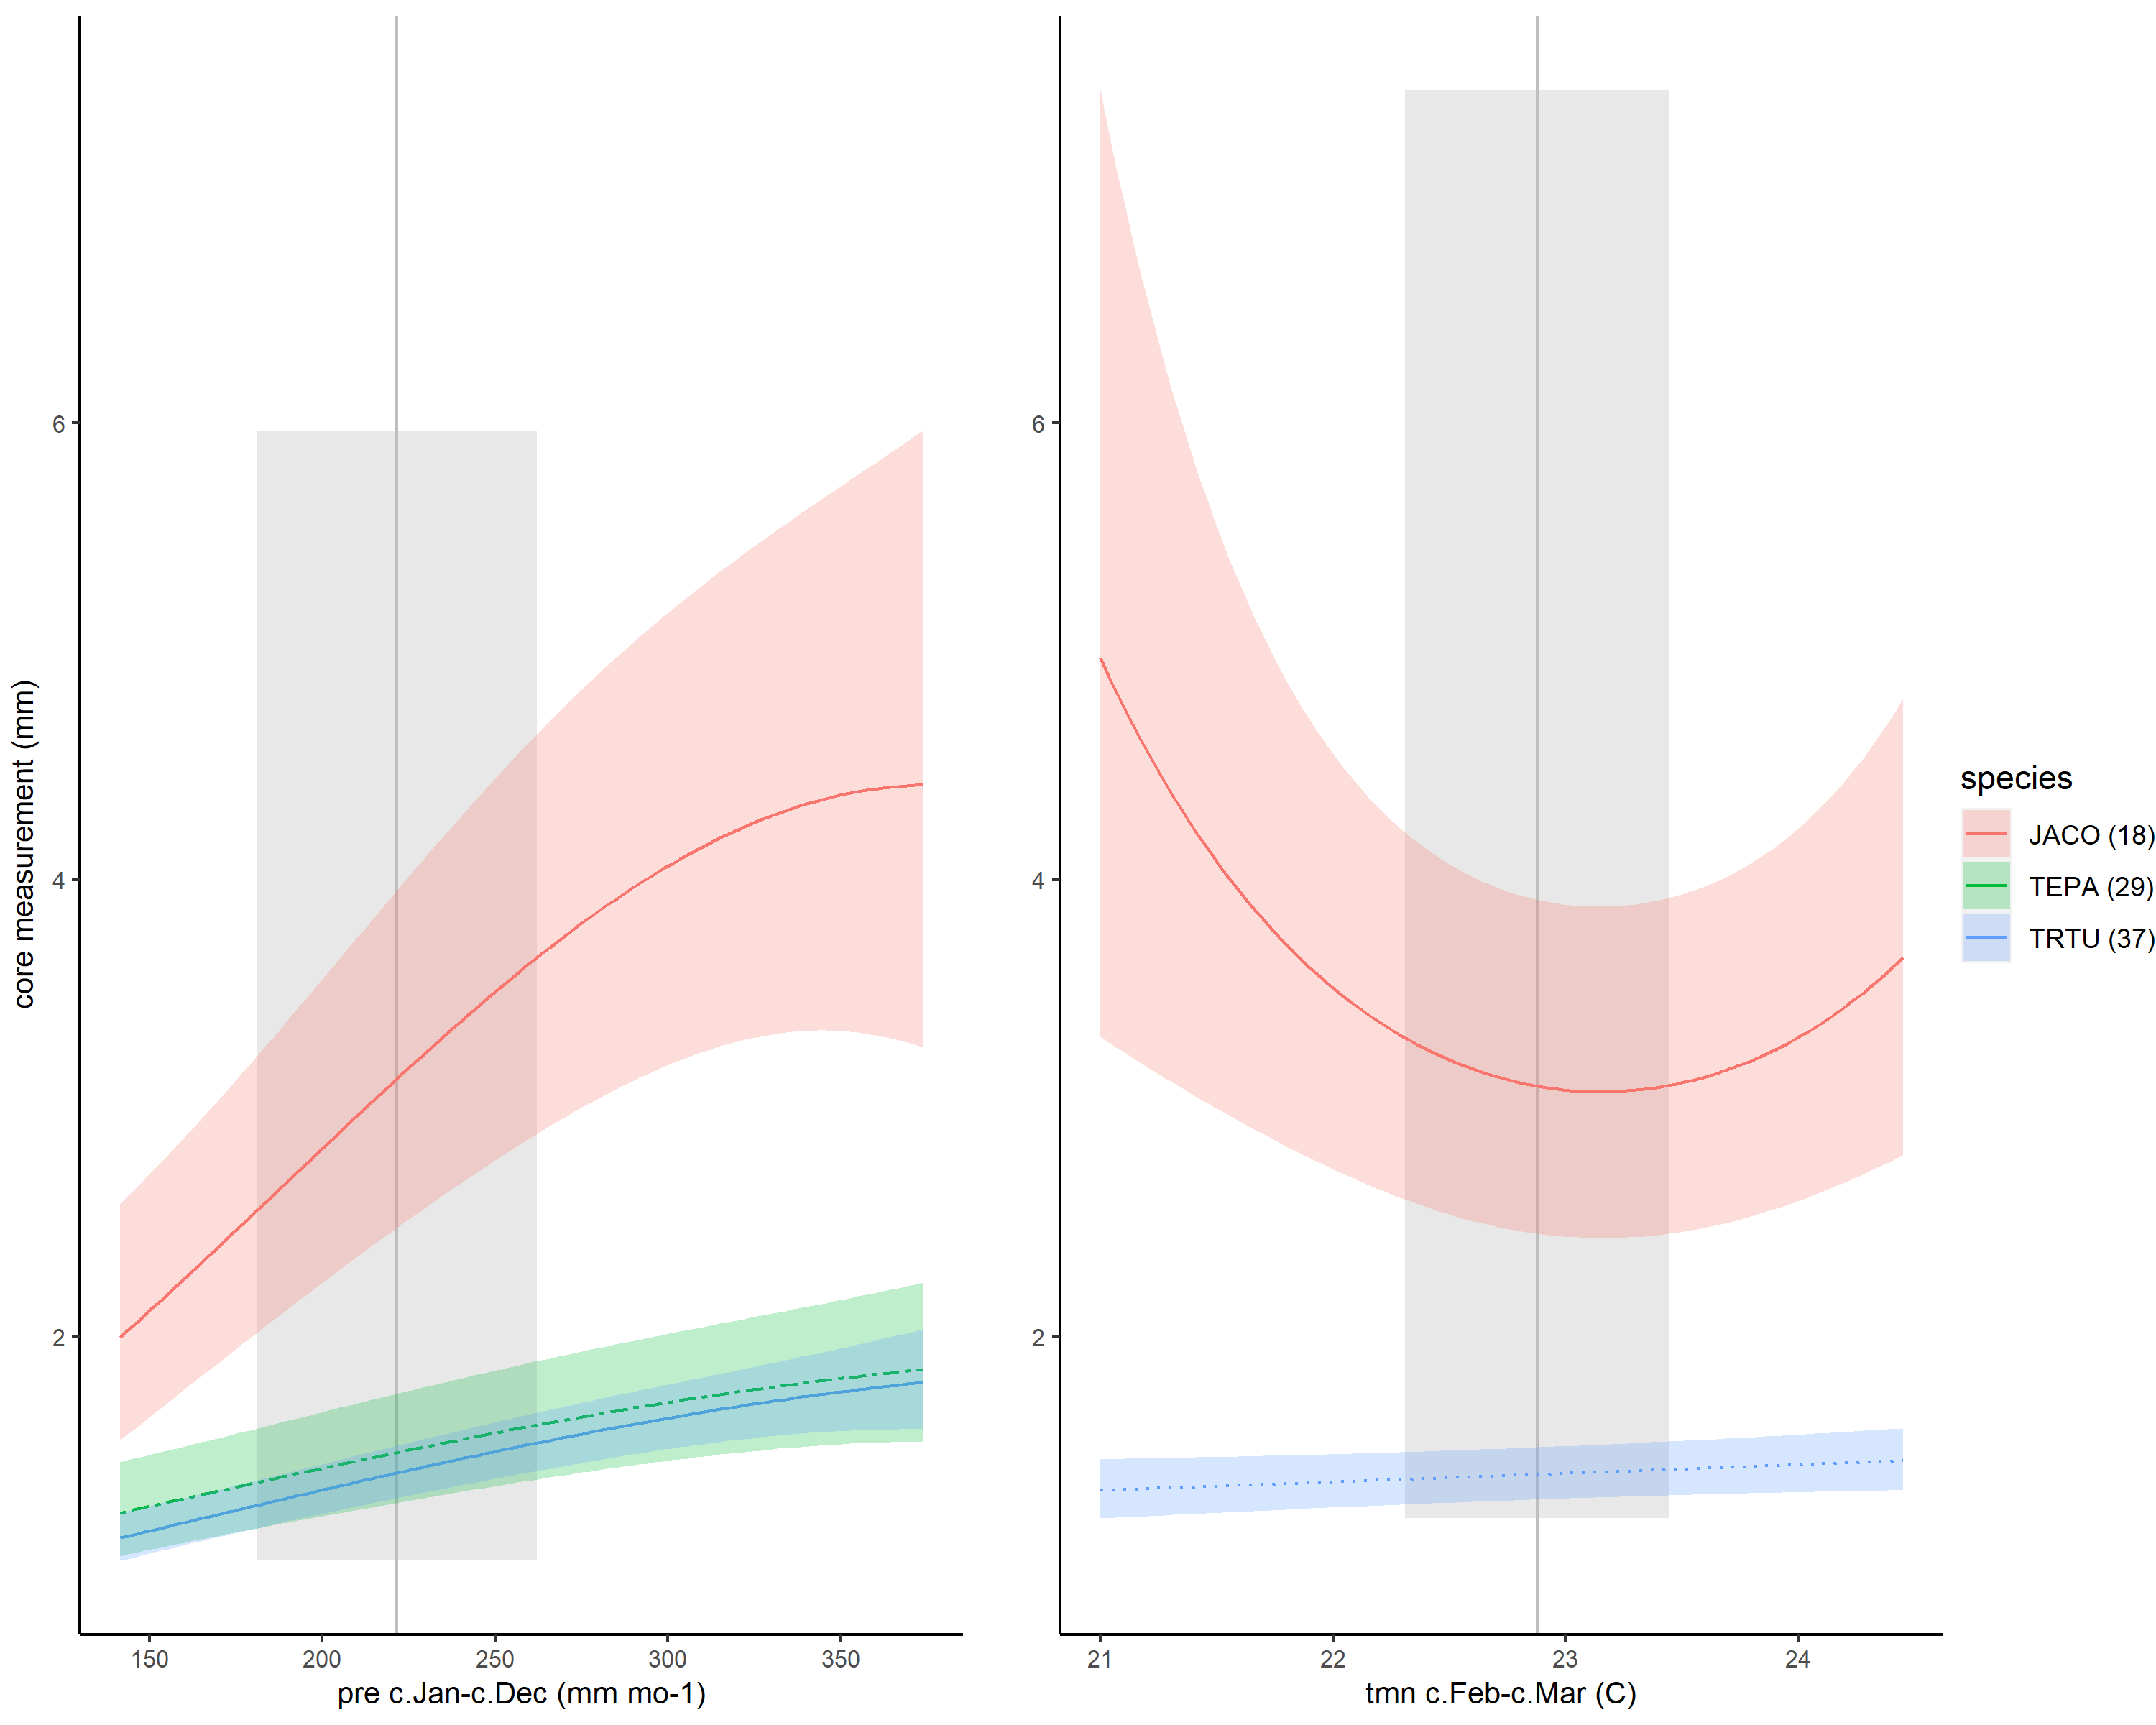 core measurement (mm)
6
4
2
150 200 250 300 350
pre c.Jan-c.Dec (mm mo-1)
6
4
2
21 22 23 24
tmn c.Feb-c.Mar (C)
species
JACO (18)
TEPA (29)
TRTU (37)